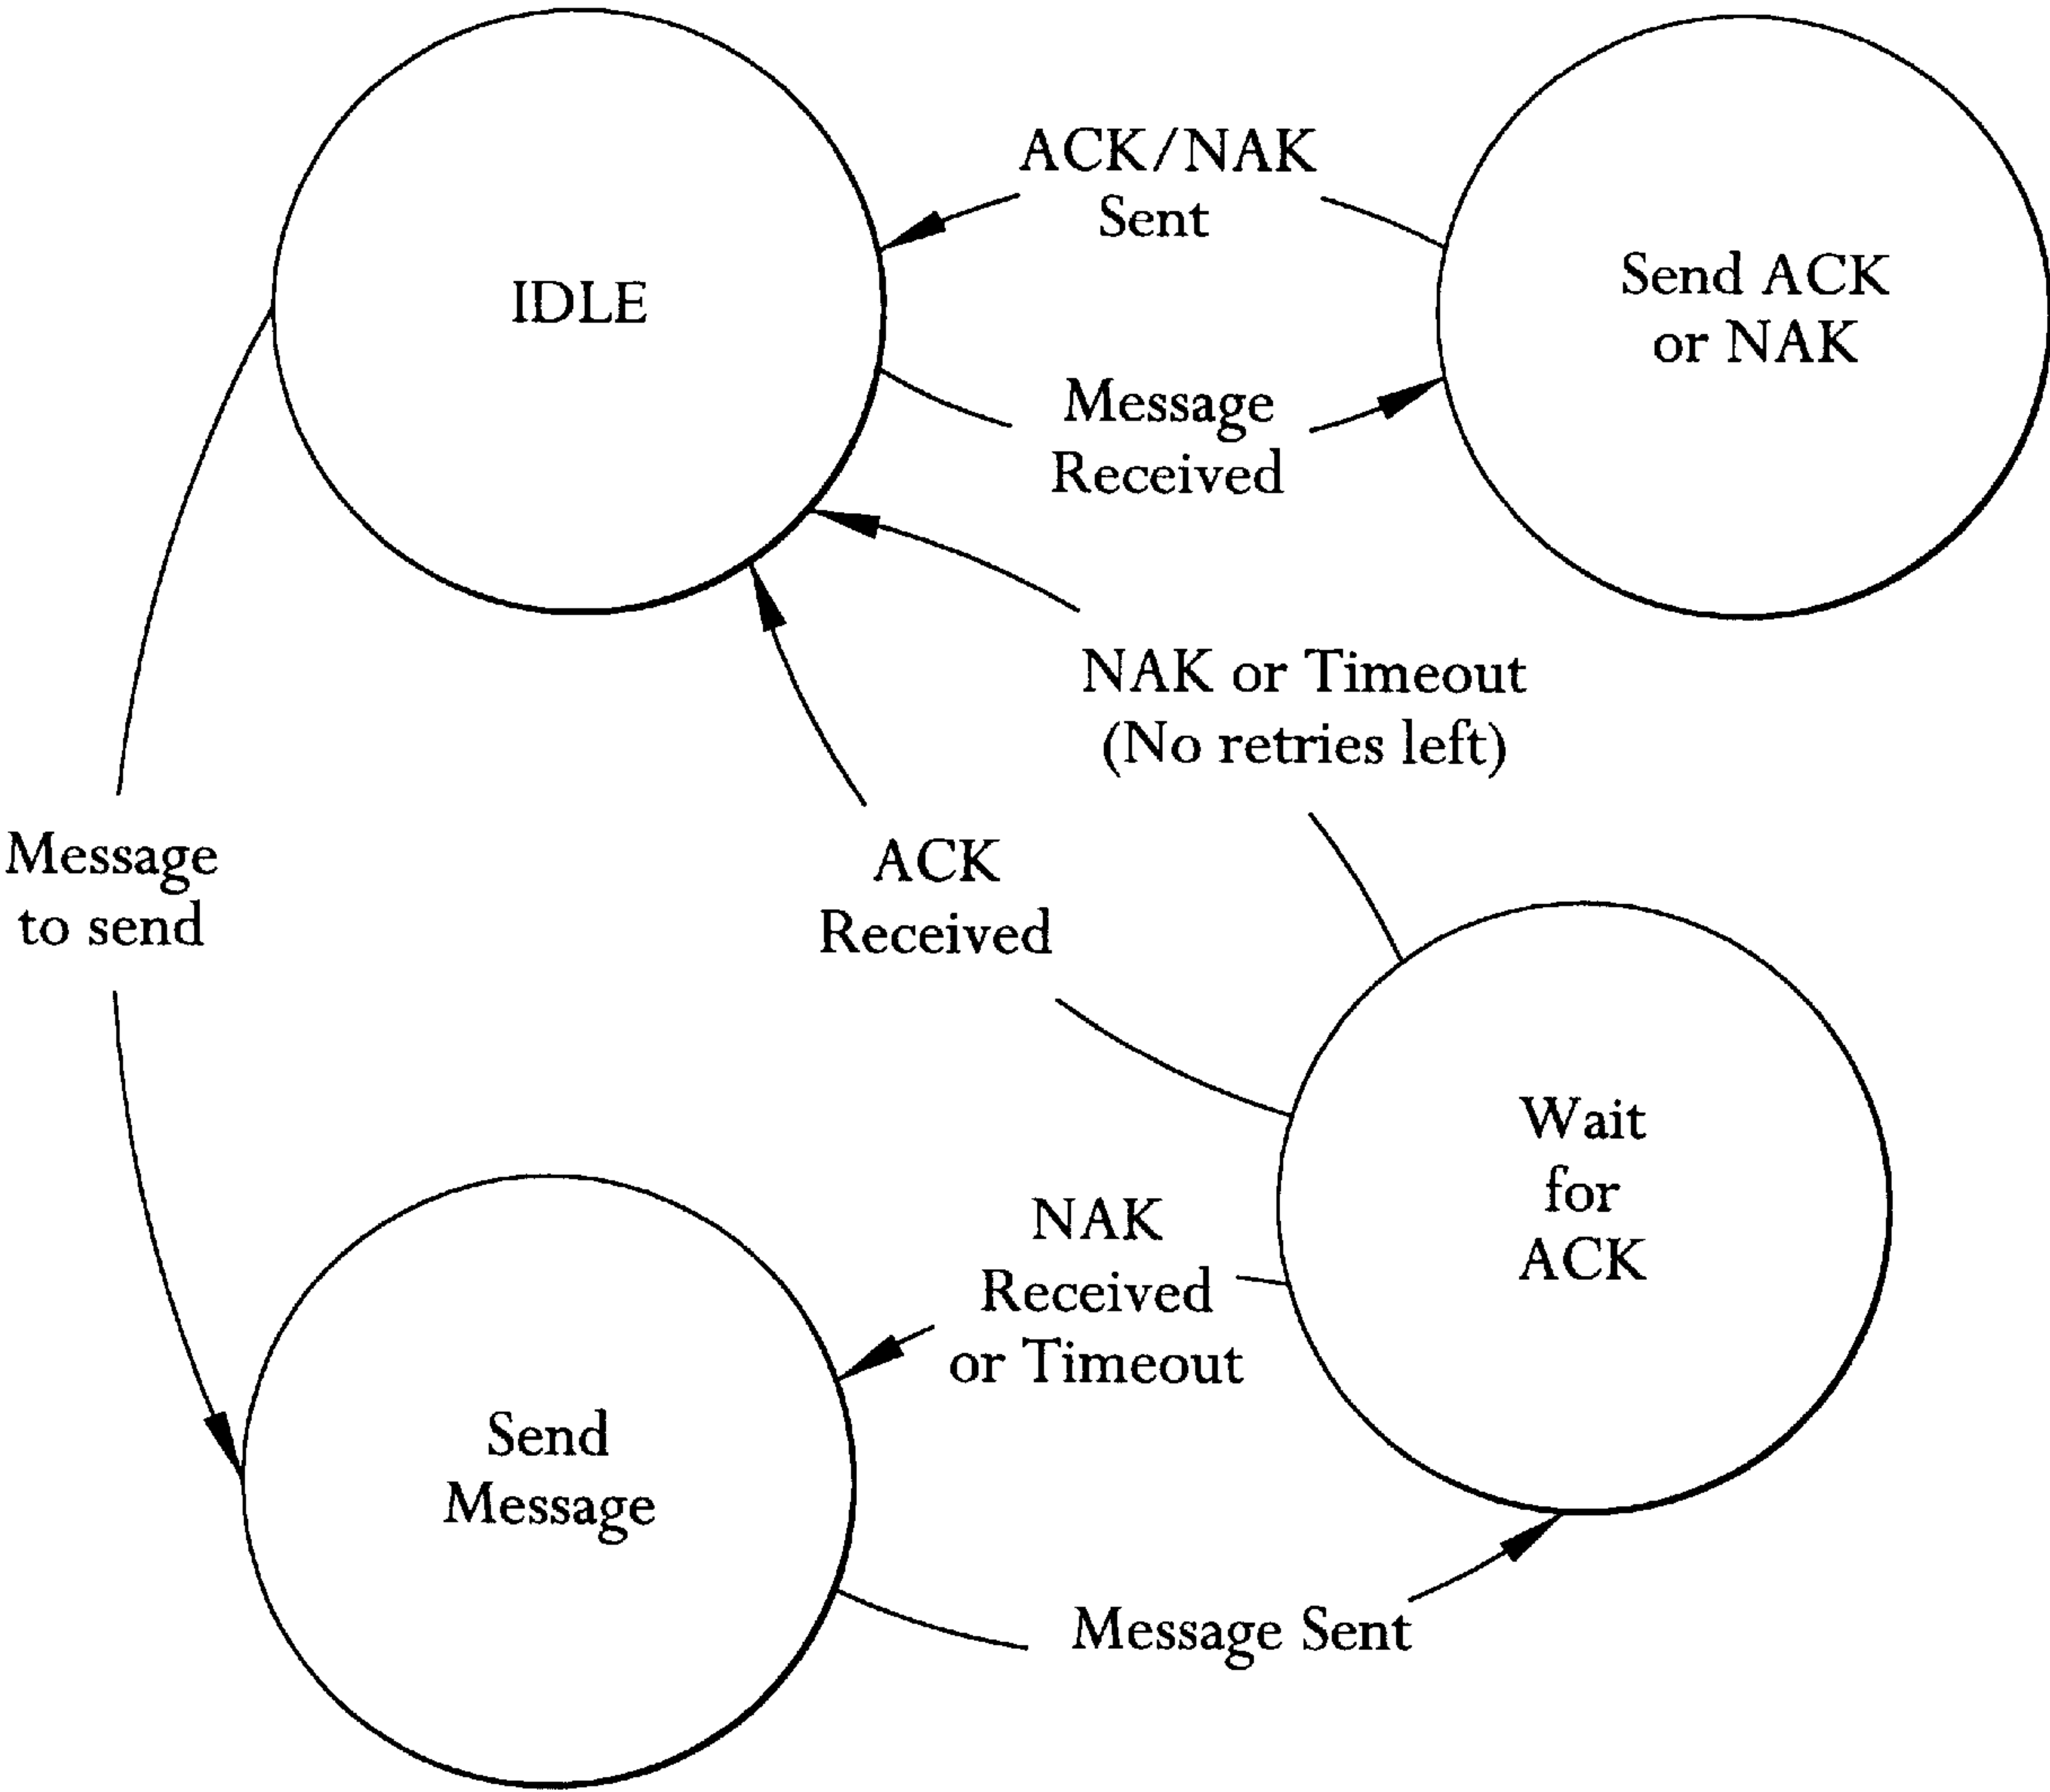 ACK/NAK
Sent
IDLE
Send ACK
or NAK
Message
Received
NAK or Timeout
(No retries left)
Message
to send
ACK
Received
Wait
for
ACK
NAK
Received
or Timeout
Send
Message
Message Sent